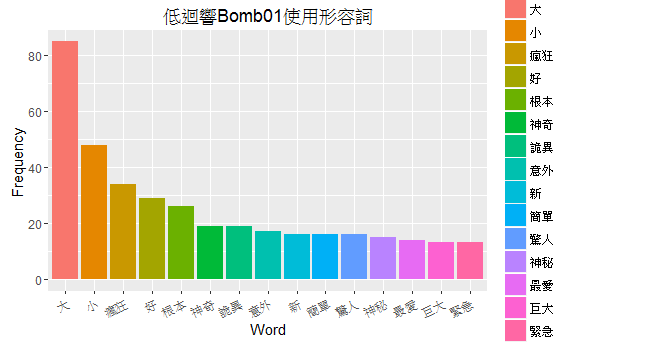 低迴響Bomb01使用形容詞
Frequency
80
60
40
20
0
大 小 瘋狂 好 根本 神奇 詭異 意外 新 簡單 驚人 神秘 最愛 巨大 緊急
Word
大
小
瘋狂
好
根本
神奇
詭異
意外
新
簡單
驚人
神秘
最愛
巨大
緊急